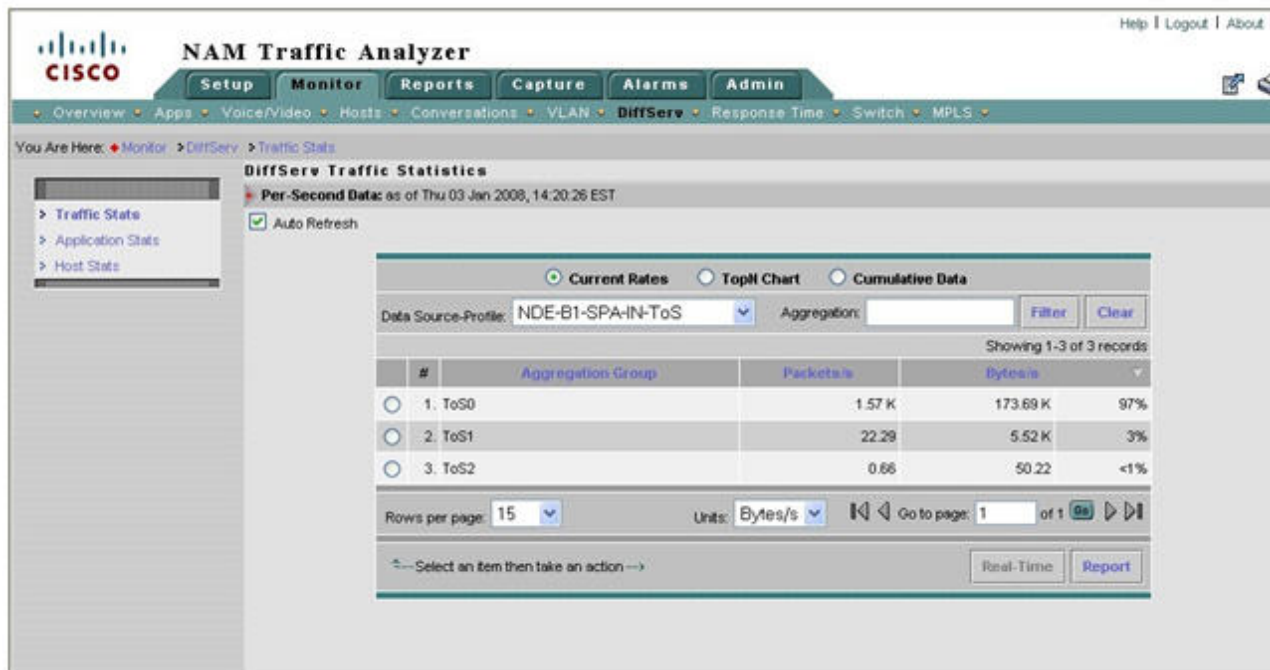 Help | Logout | About
CISCO
NAM Traffic Analyzer
Setup Monitor Reports Capture Alarms Admin
Overview Apps Voice/Video Hosts Conversations VLAN DiffServ Response Time Switch MPLS
You Are Here: Monitor > DiffServ > Traffic Stats
DiffServ Traffic Statistics
Per-Second Data: as of Thu 03 Jan 2008, 14:20:26 EST
> Traffic Stats
> Application Stats
> Host Stats
Auto Refresh
Current Rates TopN Chart Cumulative Data
Data Source-Profile: NDE-B1-SPA-IN-ToS Aggregation: Filter Clear
Showing 1-3 of 3 records
# Aggregation Group Packets/s Bytes/s
1. ToS0 1.57 K 173.69 K 97%
2. ToS1 22.29 5.52 K 3%
3. ToS2 0.66 50.22 <1%
Rows per page: 15 Units: Bytes/s Go to page: 1 of 1 Go
Select an item then take an action --> Real-Time Report